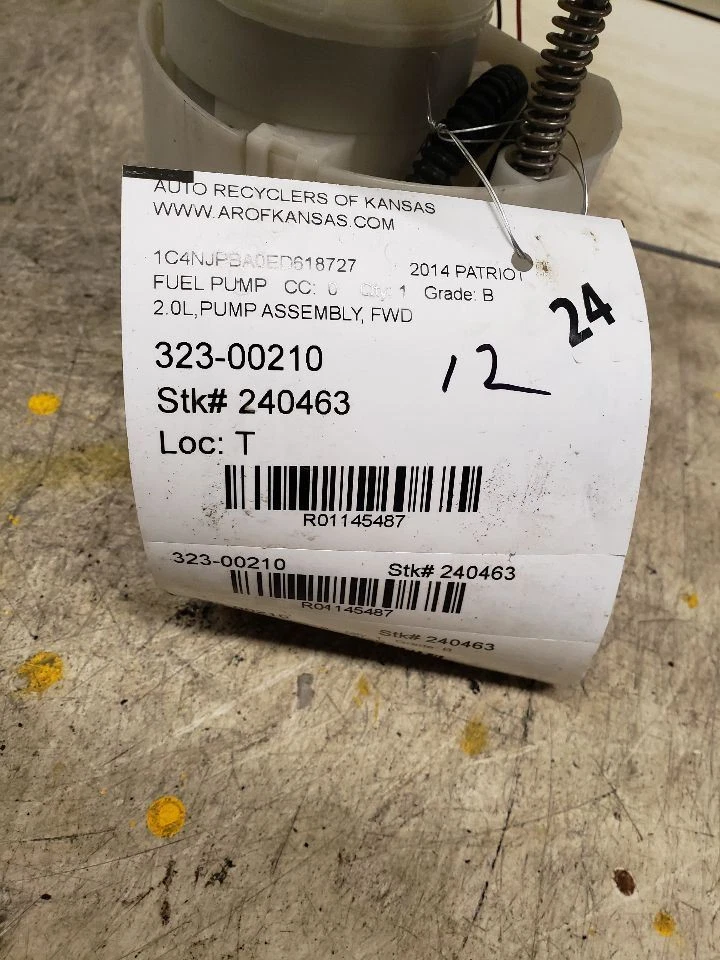 AUTO RECYCLERS OF KANSAS
WWW.AROFKANSAS.COM
1C4NJPBA0ED618727 2014 PATRIOT
FUEL PUMP CC: 0 Qty: 1 Grade: B
2.0L,PUMP ASSEMBLY, FWD
24
323-00210
12
Stk# 240463
Loc: T
R01145487
323-00210 Stk# 240463
R01145487
Stk# 240463
Grade: B